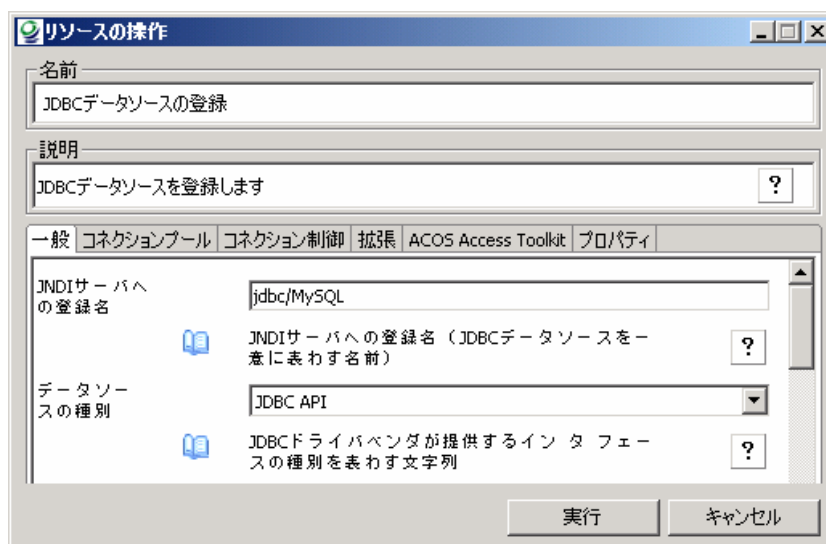 リソースの操作
名前
JDBCデータソースの登録
説明
JDBCデータソースを登録します
?
一般 コネクションプール コネクション制御 拡張 ACOS Access Toolkit プロパティ
JNDIサーバへ
の登録名
jdbc/MySQL
JNDIサーバへの登録名（JDBCデータソースを一
意に表わす名前）
?
データソー
スの種別
JDBC API
JDBCドライバベンダが提供するインタフェー
スの種別を表わす文字列
?
実行 キャンセル